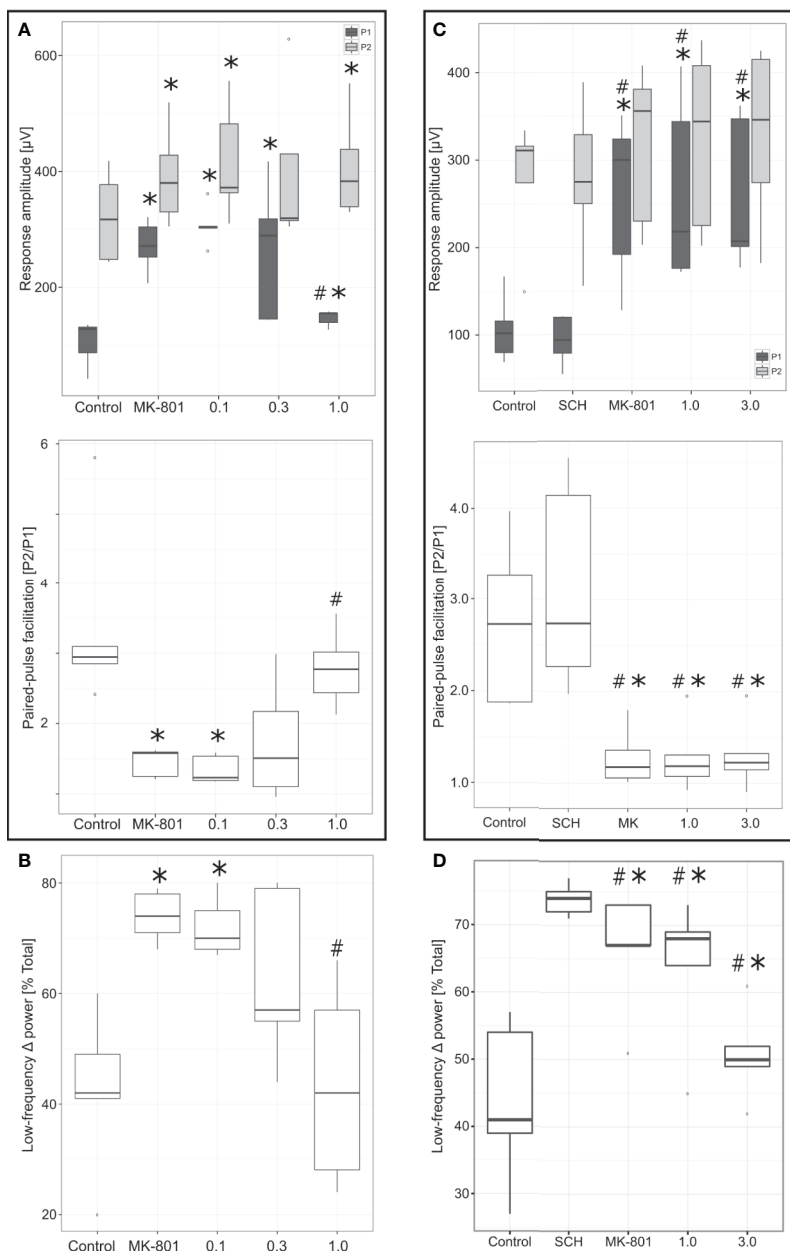 A
P1
P2
600
400
200
Response amplitude [µV]
*
*
*
*
*
# *
*
Control MK-801 0.1 0.3 1.0
6
4
2
Paired-pulse facilitation [P2/P1]
*
*
#
Control MK-801 0.1 0.3 1.0
B
80
60
40
20
Low-frequency Δ power [% Total]
*
*
#
Control MK-801 0.1 0.3 1.0
C
400
300
200
100
Response amplitude [µV]
#
*
#
*
#
*
P1
P2
Control SCH MK-801 1.0 3.0
4.0
3.0
2.0
1.0
Paired-pulse facilitation [P2/P1]
# * # * # *
Control SCH MK 1.0 3.0
D
70
60
50
40
30
Low-frequency Δ power [% Total]
# * # *
# *
Control SCH MK-801 1.0 3.0